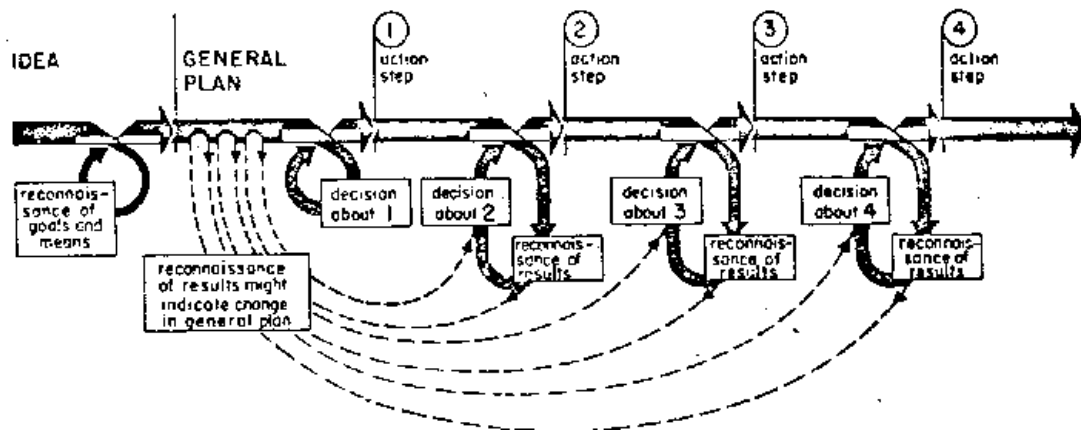 IDEA
GENERAL
PLAN
1
action
step
2
action
step
3
action
step
4
action
step
reconnais-
sance of
goals and
means
decision
about 1
decision
about 2
decision
about 3
decision
about 4
reconnais-
sance of
results
reconnais-
sance of
results
reconnais-
sance of
results
reconnaissance
of results might
indicate change
in general plan